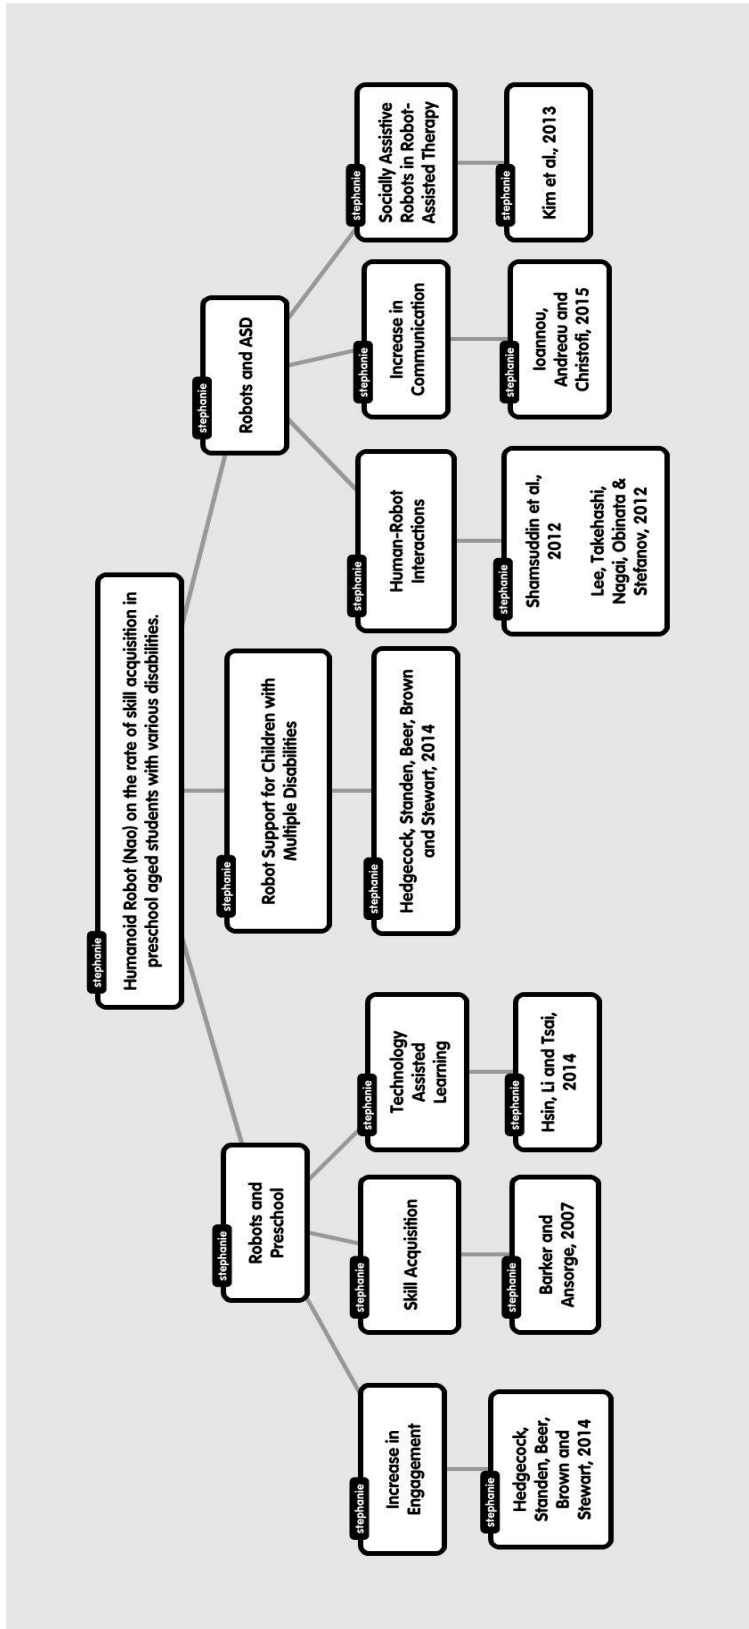 stephanie
Humanoid Robot (Nao) on the rate of skill acquisition in
preschool aged students with various disabilities.
stephanie
Robots and
Preschool
stephanie
Increase in
Engagement
stephanie
Hedgecock,
Standen, Beer,
Brown and
Stewart, 2014
stephanie
Skill Acquisition
stephanie
Barker and
Ansorge, 2007
stephanie
Technology
Assisted
Learning
stephanie
Hsin, Li and Tsai,
2014
stephanie
Robot Support for Children with
Multiple Disabilities
stephanie
Hedgecock, Standen, Beer, Brown
and Stewart, 2014
stephanie
Robots and ASD
stephanie
Human-Robot
Interactions
stephanie
Shamsuddin et al.,
2012
Lee, Takehashi,
Nagai, Obinata &
Stefanov, 2012
stephanie
Increase in
Communication
stephanie
Ioannou,
Andreau and
Christofi, 2015
stephanie
Socially Assistive
Robots in Robot-
Assisted Therapy
stephanie
Kim et al., 2013